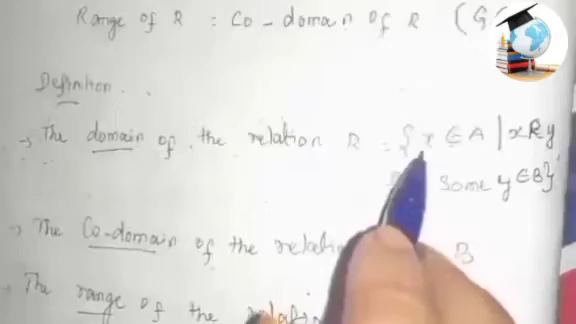 Range of R = Co-domain of R (
Definition..
→ The domain of the relation R = {x ∈ A | xRy
some y ∈ B}
→ The Co-domain of the relation B
→ The range of the